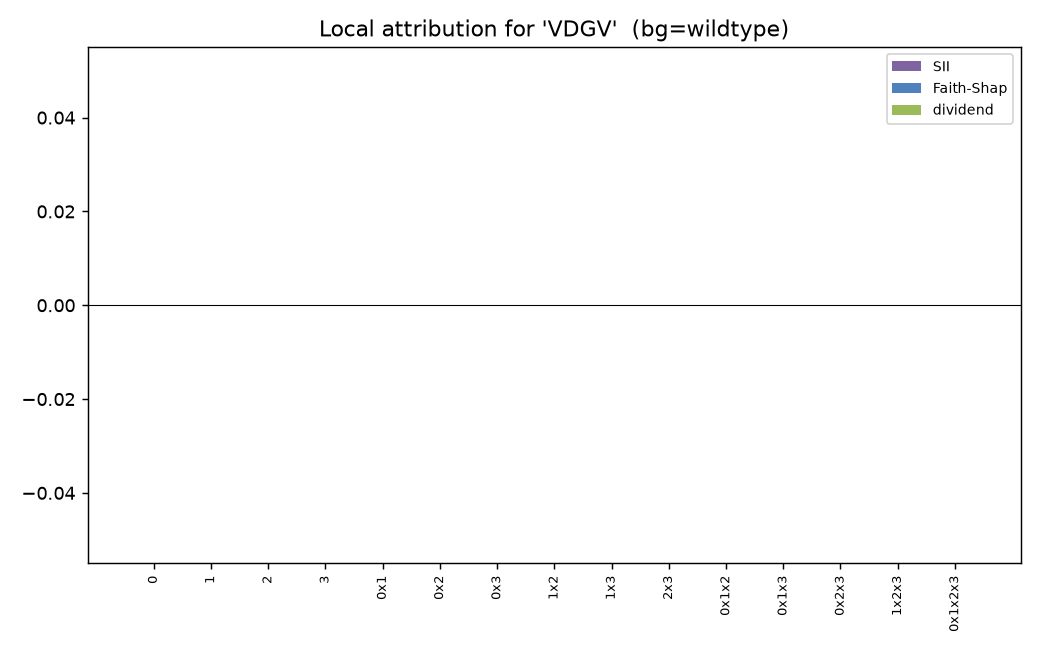 Local attribution for 'VDGV'  (bg=wildtype)
SII
Faith-Shap
dividend
0.04
0.02
0.00
−0.02
−0.04
0
1
2
3
0x1
0x2
0x3
1x2
1x3
2x3
0x1x2
0x1x3
0x2x3
1x2x3
0x1x2x3